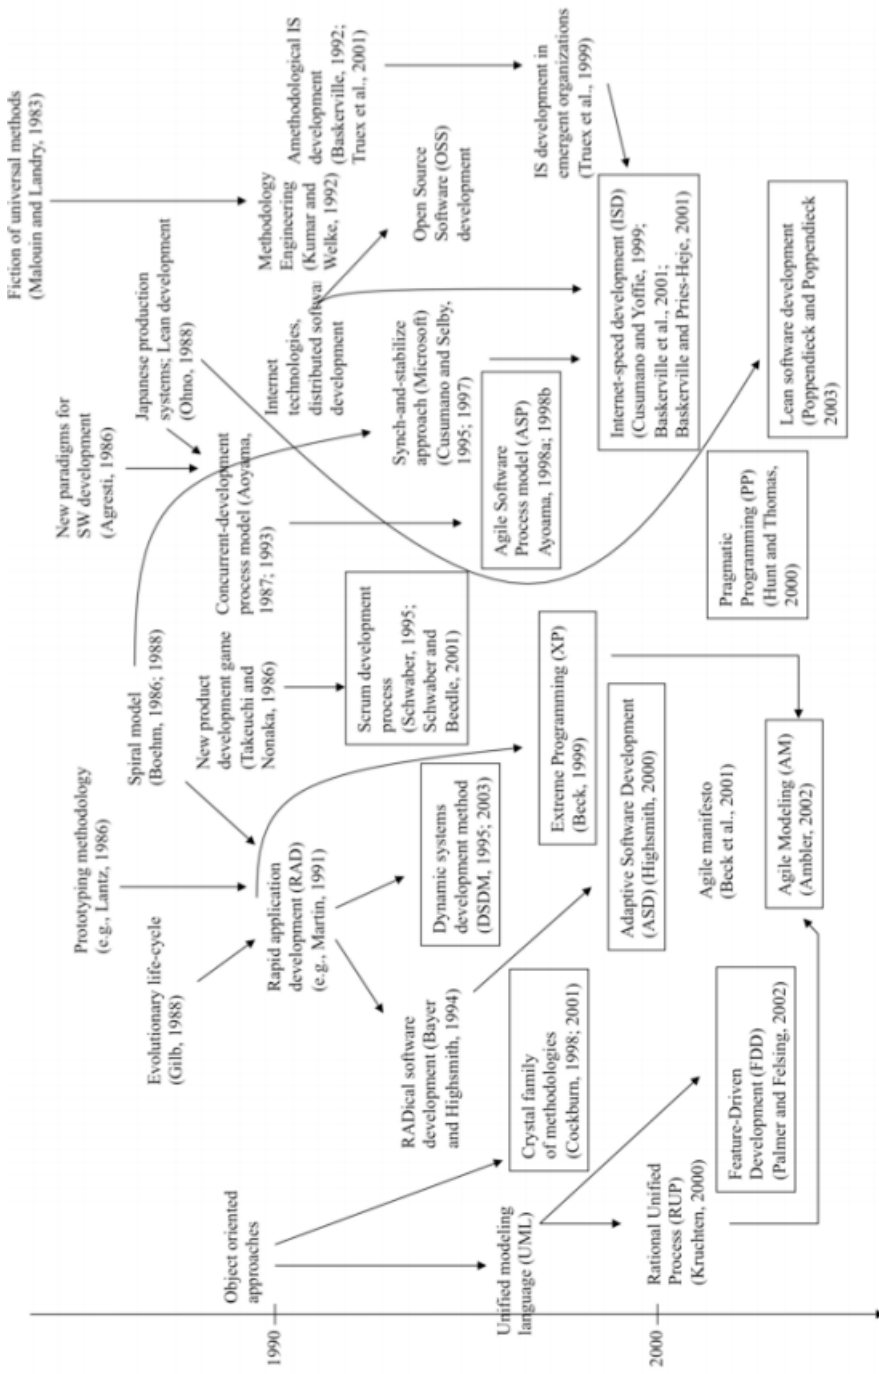 Fiction of universal methods
(Malouin and Landry, 1983)
New paradigms for
SW development
(Agresti, 1986)
Japanese production
systems; Lean development
(Ohno, 1988)
Prototyping methodology
(e.g., Lantz, 1986)
Spiral model
(Boehm, 1986; 1988)
Evolutionary life-cycle
(Gilb, 1988)
New product
development game
(Takeuchi and
Nonaka, 1986)
Concurrent-development
process model (Aoyama,
1987; 1993)
Object oriented
approaches
1990
Rapid application
development (RAD)
(e.g., Martin, 1991)
Internet
technologies,
distributed softwa
development
Methodology
Engineering
(Kumar and
Welke, 1992)
Amethodological IS
development
(Baskerville, 1992;
Truex et al., 2001)
RADical software
development (Bayer
and Highsmith, 1994)
Dynamic systems
development method
(DSDM, 1995; 2003)
Scrum development
process
(Schwaber, 1995;
Schwaber and
Beedle, 2001)
Synch-and-stabilize
approach (Microsoft)
(Cusumano and Selby,
1995; 1997)
Open Source
Software (OSS)
development
Unified modeling
language (UML)
Crystal family
of methodologies
(Cockburn, 1998; 2001)
Extreme Programming (XP)
(Beck, 1999)
Agile Software
Process model (ASP)
Ayoama, 1998a; 1998b
IS development in
emergent organizations
(Truex et al., 1999)
2000
Rational Unified
Process (RUP)
(Kruchten, 2000)
Adaptive Software Development
(ASD) (Highsmith, 2000)
Internet-speed development (ISD)
(Cusumano and Yoffie, 1999;
Baskerville et al., 2001;
Baskerville and Pries-Heje, 2001)
Feature-Driven
Development (FDD)
(Palmer and Felsing, 2002)
Agile manifesto
(Beck et al., 2001)
Pragmatic
Programming (PP)
(Hunt and Thomas,
2000)
Agile Modeling (AM)
(Ambler, 2002)
Lean software development
(Poppendieck and Poppendieck
2003)